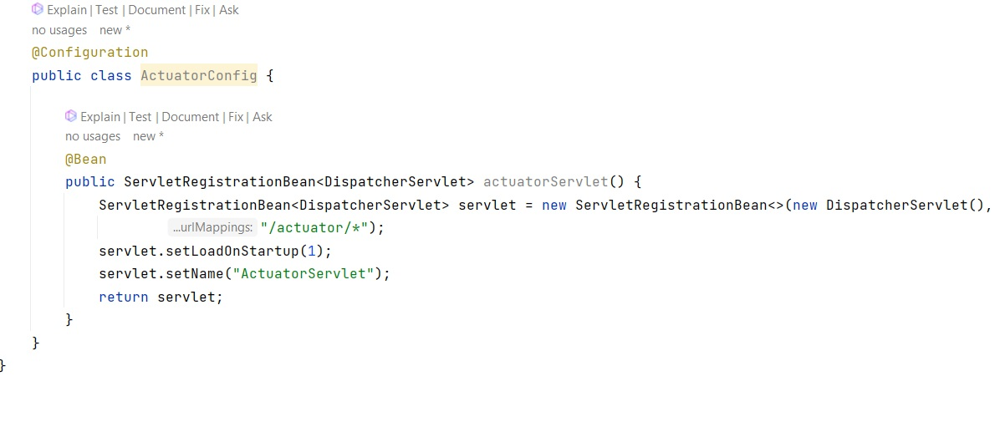 Explain | Test | Document | Fix | Ask
no usages new *
@Configuration
public class ActuatorConfig {
Explain | Test | Document | Fix | Ask
no usages new *
@Bean
public ServletRegistrationBean<DispatcherServlet> actuatorServlet() {
ServletRegistrationBean<DispatcherServlet> servlet = new ServletRegistrationBean<>(new DispatcherServlet(),
...urlMappings: "/actuator/*");
servlet.setLoadOnStartup(1);
servlet.setName("ActuatorServlet");
return servlet;
}
}
}